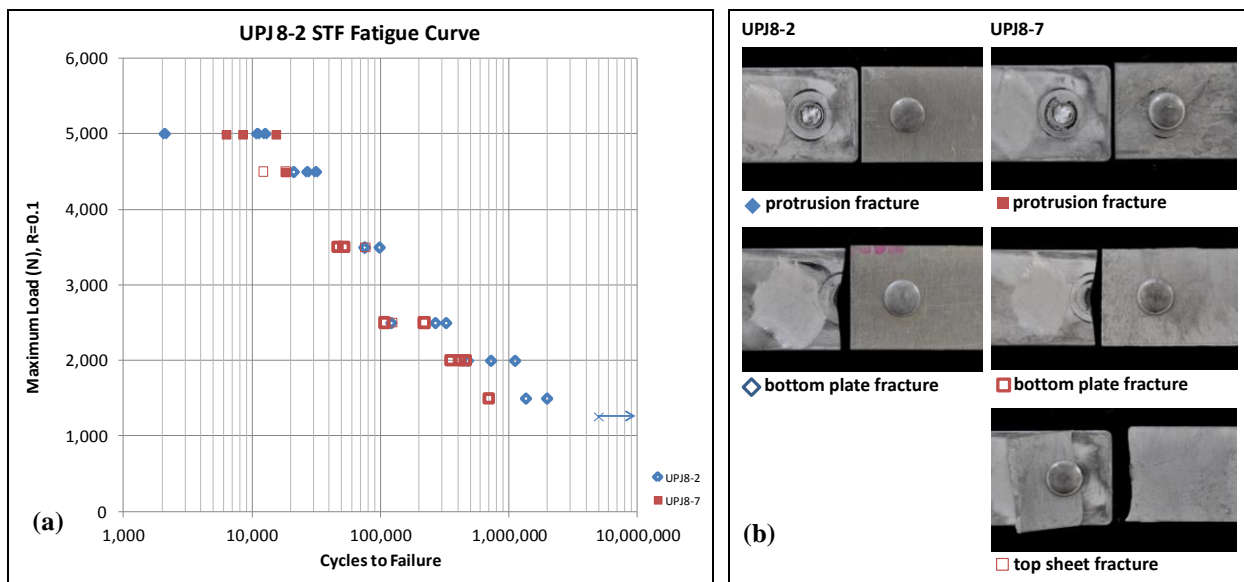 UPJ8-2 STF Fatigue Curve
6,000
5,000
4,000
3,000
2,000
1,000
0
Maximum Load (N), R=0.1
1,000
10,000
100,000
1,000,000
10,000,000
Cycles to Failure
UPJ8-2
UPJ8-7
(a)
UPJ8-2
UPJ8-7
protrusion fracture
protrusion fracture
bottom plate fracture
bottom plate fracture
top sheet fracture
(b)